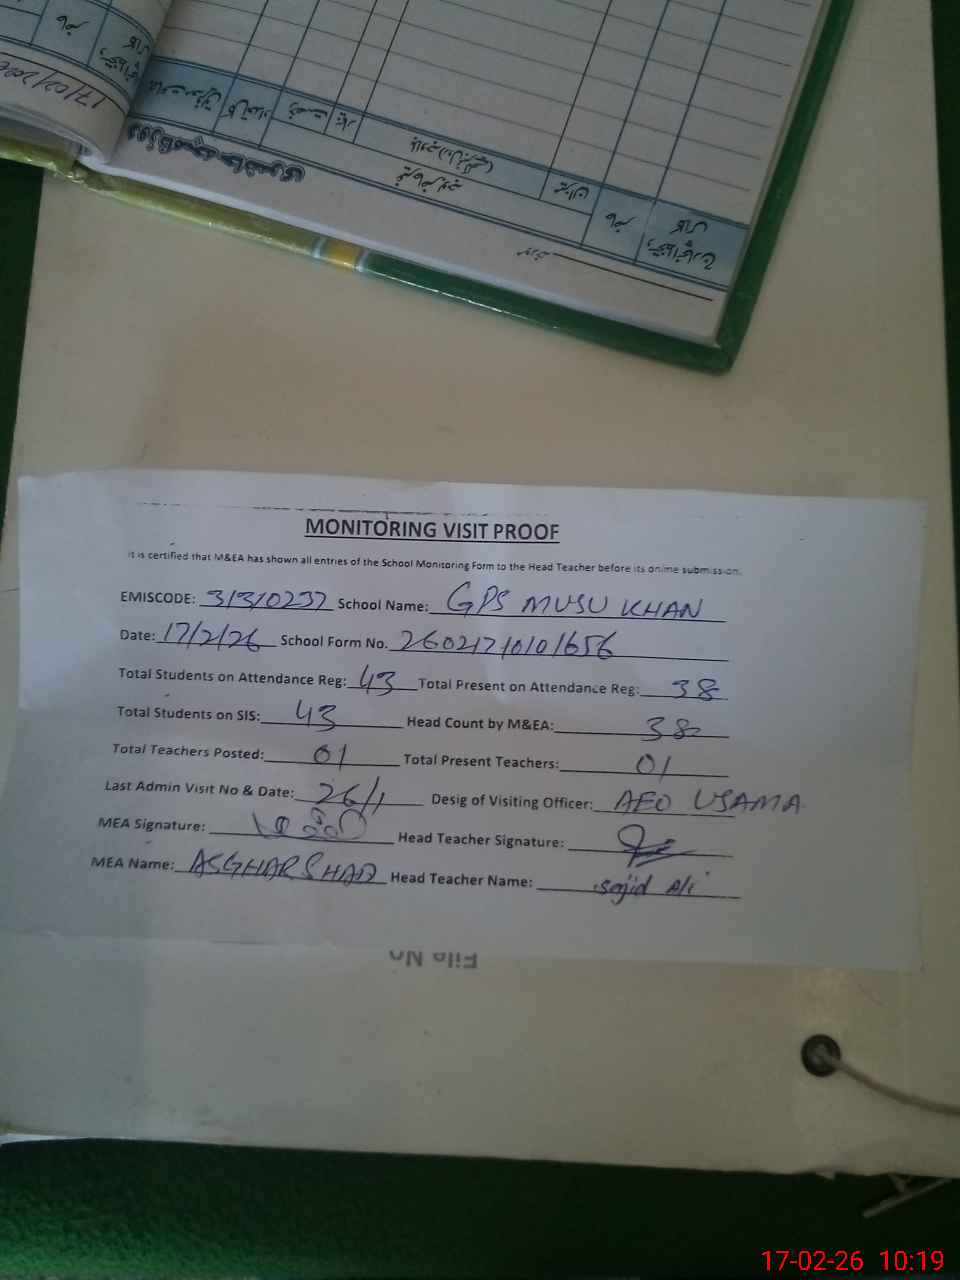 17/02/202
MONITORING VISIT PROOF
It is certified that M&EA has shown all entries of the School Monitoring Form to the Head Teacher before its online submission.
EMISCODE: 31310237 School Name: GPS MUSU KHAN
Date: 17/2/26 School Form No. 26021710101656
Total Students on Attendance Reg: 43 Total Present on Attendance Reg: 38
Total Students on SIS: 43 Head Count by M&EA: 38
Total Teachers Posted: 01 Total Present Teachers: 01
Last Admin Visit No & Date: 26/1 Desig of Visiting Officer: AEO USAMA
MEA Signature: Head Teacher Signature:
MEA Name: ASGHAR SHAD Head Teacher Name: Sajid Ali
File No
17-02-26 10:19